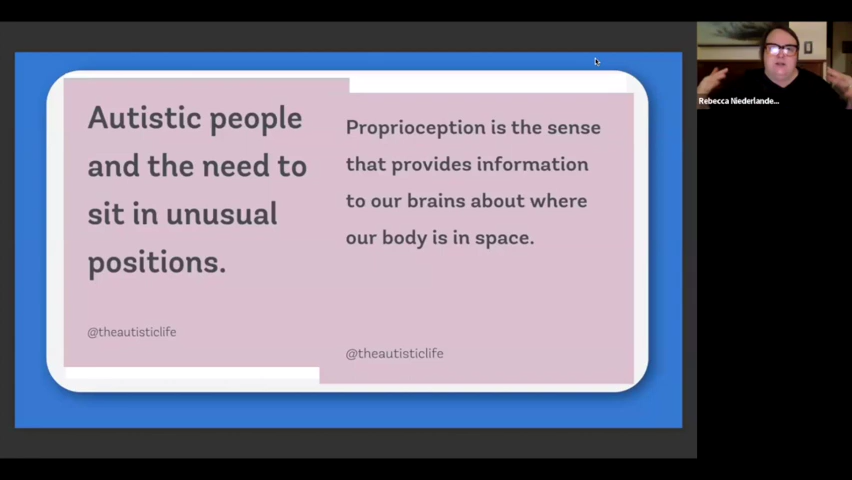 Autistic people
and the need to
sit in unusual
positions.
@theautisticlife
Proprioception is the sense
that provides information
to our brains about where
our body is in space.
@theautisticlife
Rebecca Niederlande...